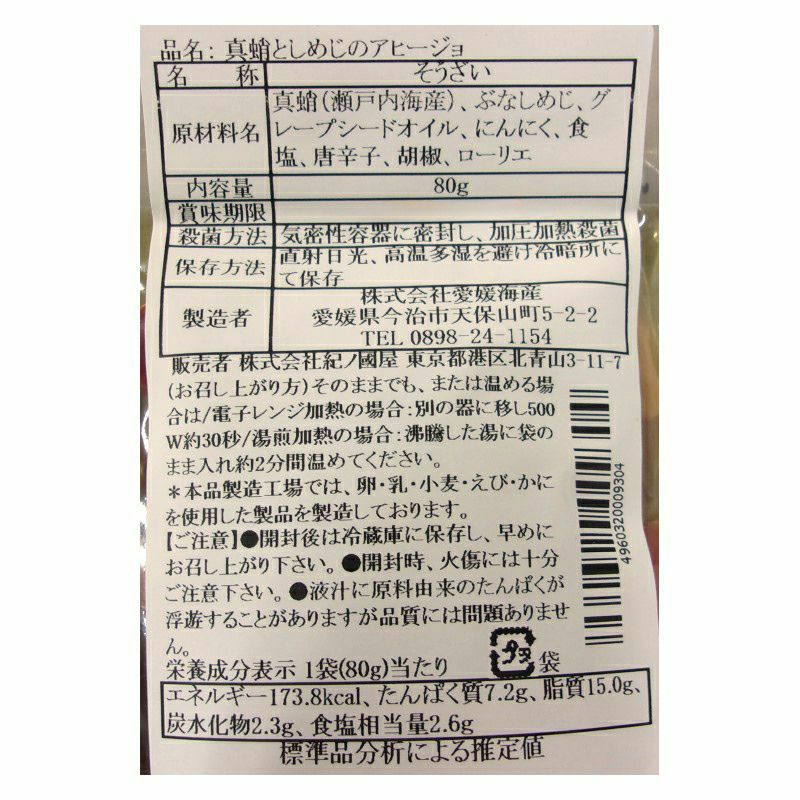 品名: 真蛸としめじのアヒージョ
名 称 そうざい
原材料名 真蛸(瀬戸内海産)、ぶなしめじ、グ
レープシードオイル、にんにく、食
塩、唐辛子、胡椒、ローリエ
内容量 80g
賞味期限
殺菌方法 気密性容器に密封し、加圧加熱殺菌
保存方法 直射日光、高温多湿を避け冷暗所に
て保存
製造者 株式会社愛媛海産
愛媛県今治市天保山町5-2-2
TEL 0898-24-1154
販売者 株式会社紀ノ國屋 東京都港区北青山3-11-7
(お召し上がり方)そのままでも、または温める場
合は/電子レンジ加熱の場合:別の器に移し500
W約30秒/湯煎加熱の場合:沸騰した湯に袋の
まま入れ約2分間温めてください。
*本品製造工場では、卵・乳・小麦・えび・かに
を使用した製品を製造しております。
【ご注意】●開封後は冷蔵庫に保存し、早めに
お召し上がり下さい。●開封時、火傷には十分
ご注意下さい。●液汁に原料由来のたんぱくが
浮遊することがありますが品質には問題ありませ
ん。
4960320009304
プラ 袋
栄養成分表示 1袋(80g)当たり
エネルギー173.8kcal、たんぱく質7.2g、脂質15.0g、
炭水化物2.3g、食塩相当量2.6g
標準品分析による推定値